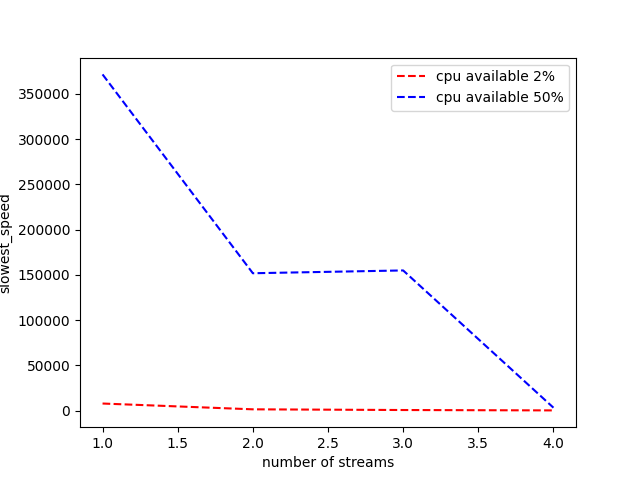 cpu available 2%
cpu available 50%
slowest_speed
350000
300000
250000
200000
150000
100000
50000
0
1.0 1.5 2.0 2.5 3.0 3.5 4.0
number of streams